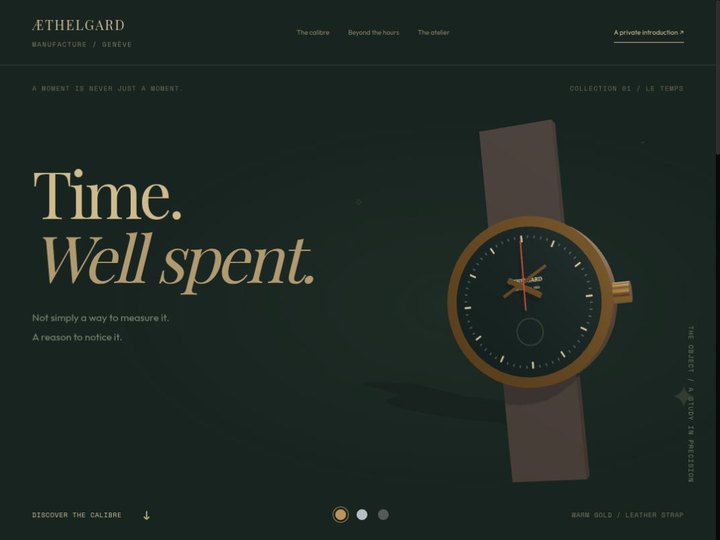 ÆTHELGARD
MANUFACTURE / GENÈVE
The calibre
Beyond the hours
The atelier
A private introduction ↗
A MOMENT IS NEVER JUST A MOMENT.
COLLECTION 01 / LE TEMPS
Time.
Well spent.
Not simply a way to measure it.
A reason to notice it.
THE OBJECT / A STUDY IN PRECISION
DISCOVER THE CALIBRE ↓
WARM GOLD / LEATHER STRAP